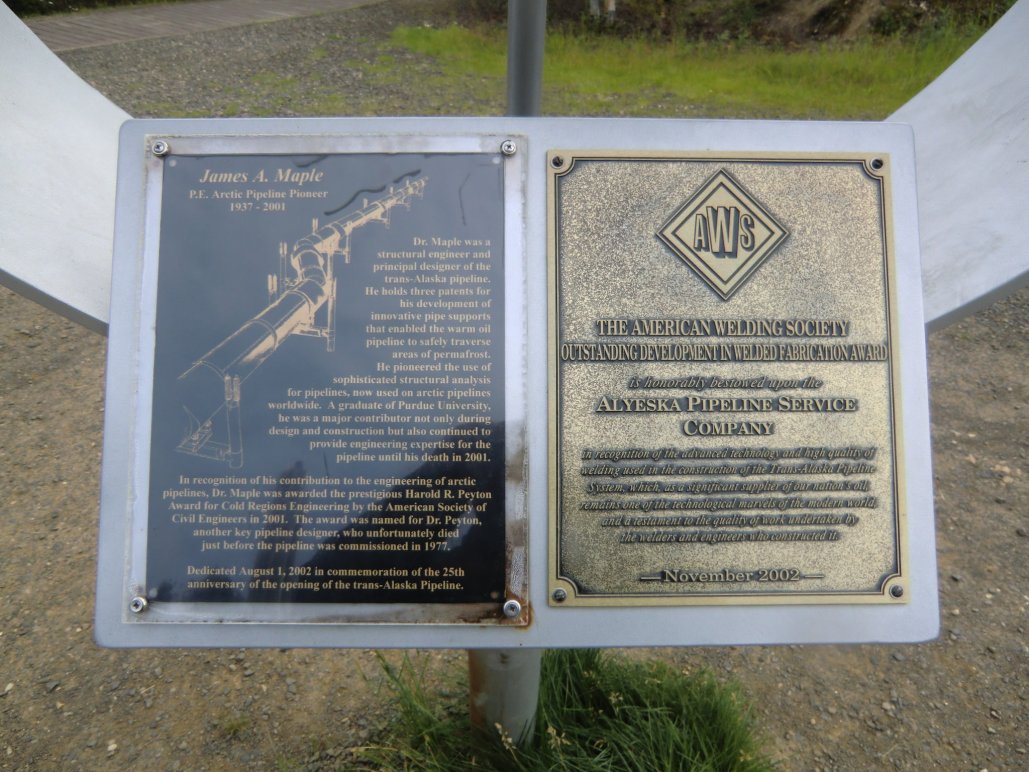 James A. Maple
P.E. Arctic Pipeline Pioneer
1937 - 2001
Dr. Maple was a
structural engineer and
principal designer of the
trans-Alaska pipeline.
He holds three patents for
his development of
innovative pipe supports
that enabled the warm oil
pipeline to safely traverse
areas of permafrost.
He pioneered the use of
sophisticated structural analysis
for pipelines, now used on arctic pipelines
worldwide. A graduate of Purdue University,
he was a major contributor not only during
design and construction but also continued to
provide engineering expertise for the
pipeline until his death in 2001.
In recognition of his contribution to the engineering of arctic
pipelines, Dr. Maple was awarded the prestigious Harold R. Peyton
Award for Cold Regions Engineering by the American Society of
Civil Engineers in 2001. The award was named for Dr. Peyton,
another key pipeline designer, who unfortunately died
just before the pipeline was commissioned in 1977.
Dedicated August 1, 2002 in commemoration of the 25th
anniversary of the opening of the trans-Alaska Pipeline.
AWS
THE AMERICAN WELDING SOCIETY
OUTSTANDING DEVELOPMENT IN WELDED FABRICATION AWARD
is honorably bestowed upon the
ALYESKA PIPELINE SERVICE
COMPANY
in recognition of the advanced technology and high quality of
welding used in the construction of the Trans-Alaska Pipeline
System, which, as a significant supplier of our nation's oil,
remains one of the technological marvels of the modern world,
and a testament to the quality of work undertaken by
the welders and engineers who constructed it.
— November 2002 —